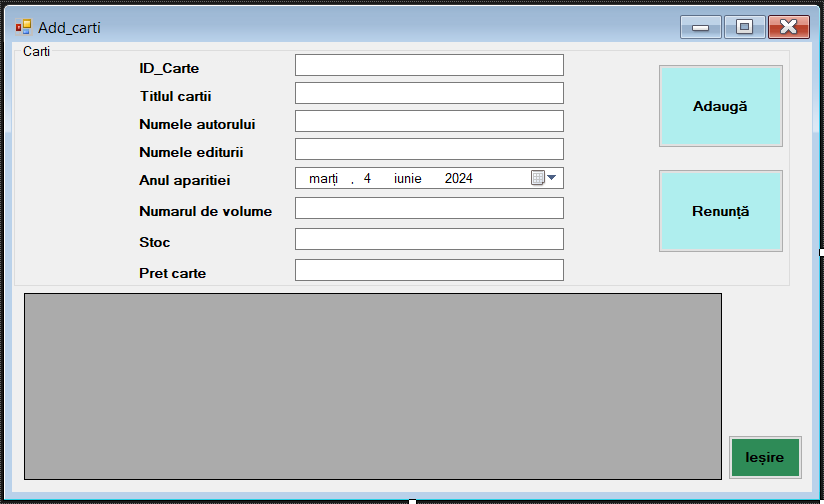 Add_carti
Carti
ID_Carte
Titlul cartii
Numele autorului
Numele editurii
Anul aparitiei
marți , 4 iunie 2024
Numarul de volume
Stoc
Pret carte
Adaugă
Renunță
Ieșire